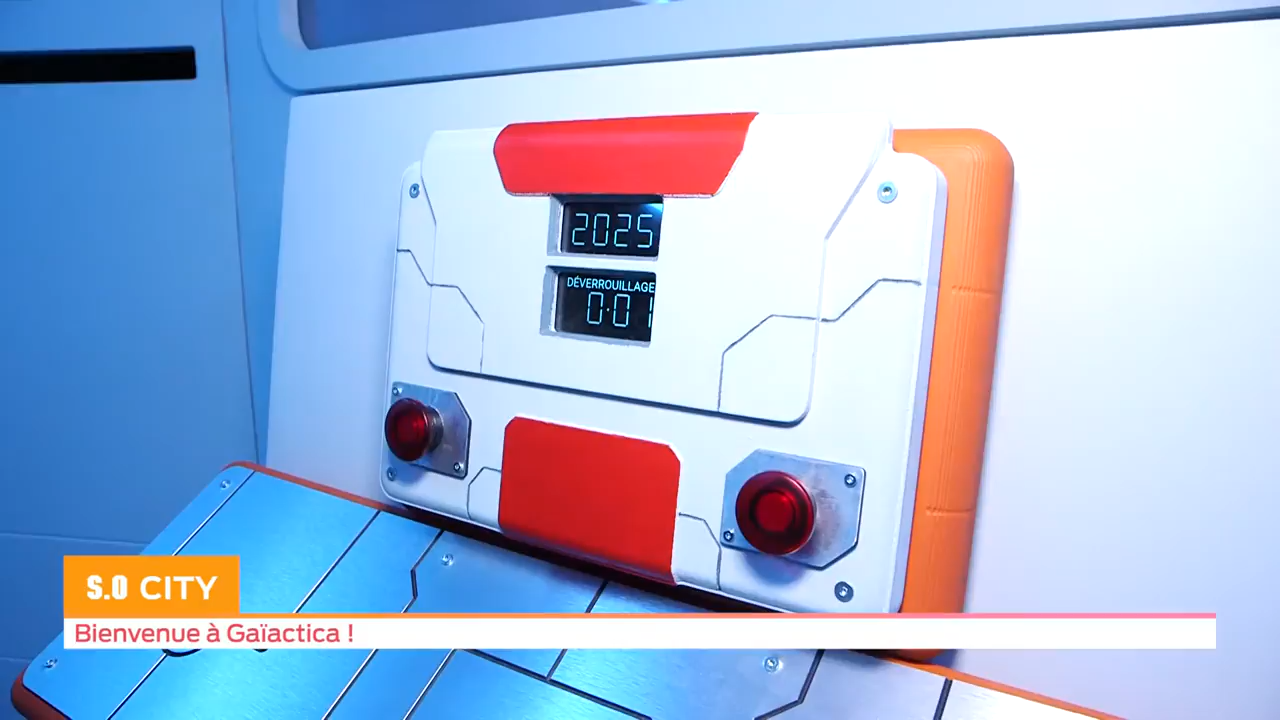 2025
DÉVERROUILLAGE
0:01
S.O CITY
Bienvenue à Gaïactica !